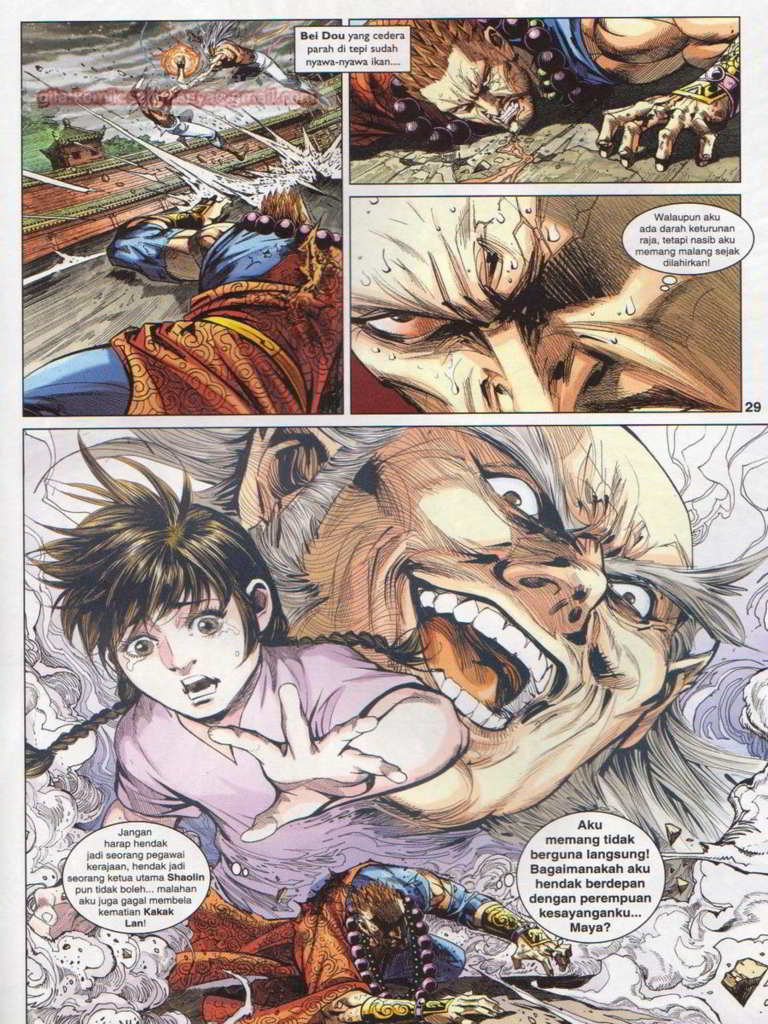 Bei Dou yang cedera
parah di tepi sudah
nyawa-nyawa ikan....
Walaupun aku
ada darah keturunan
raja, tetapi nasib aku
memang malang sejak
dilahirkan!
29
Jangan
harap hendak
jadi seorang pegawai
kerajaan, hendak jadi
seorang ketua utama Shaolin
pun tidak boleh... malahan
aku juga gagal membela
kematian Kakak
Lan!
Aku
memang tidak
berguna langsung!
Bagaimanakah aku
hendak berdepan
dengan perempuan
kesayanganku...
Maya?